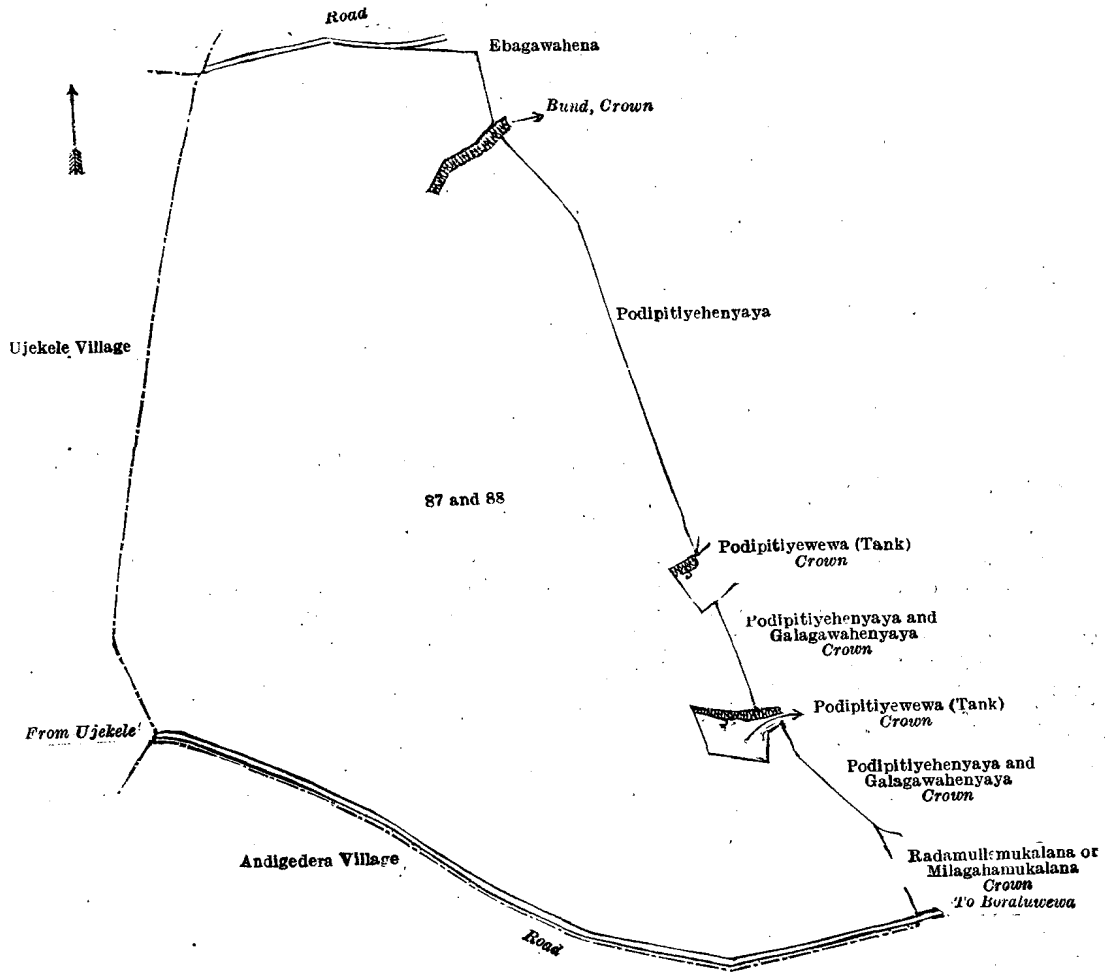 Road
Ebagawahena
Bund, Crown
Podipitiyehenyaya
Ujekele Village
87 and 88
Podipitiyewewa (Tank)
Crown
Podipitiyehenyaya and
Galagawahenyaya
Crown
Podipitiyewewa (Tank)
Crown
From Ujekele
Podipitiyehenyaya and
Galagawahenyaya
Crown
Andigedera Village
Radamullemukalana or
Milagahamukalana
Crown
To Boraluwewa
Road